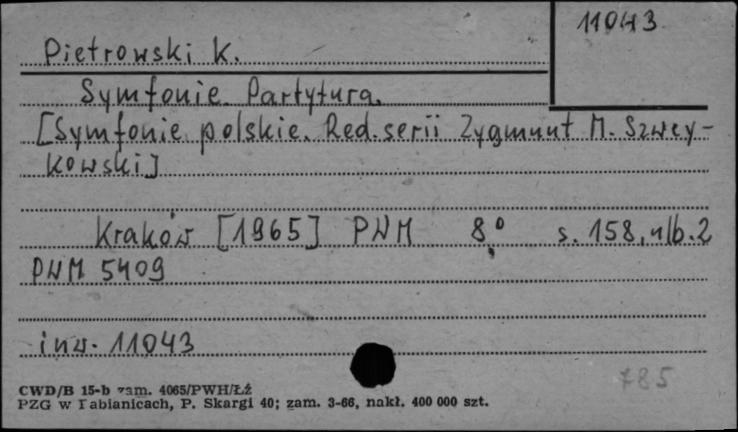 11043
Pietrowski K.
Symfonie. Partytura.
[Symfonie polskie. Red. serii Zygmunt M. Szwey-
kowski]
Kraków [1965] PWM 8° s. 158, nlb. 2
PWM 5409
inw. 11043
785
CWD/B 15-b zam. 4065/PWH/Łź
PZG w Pabianicach, P. Skargi 40; zam. 3-66, nakł. 400 000 szt.